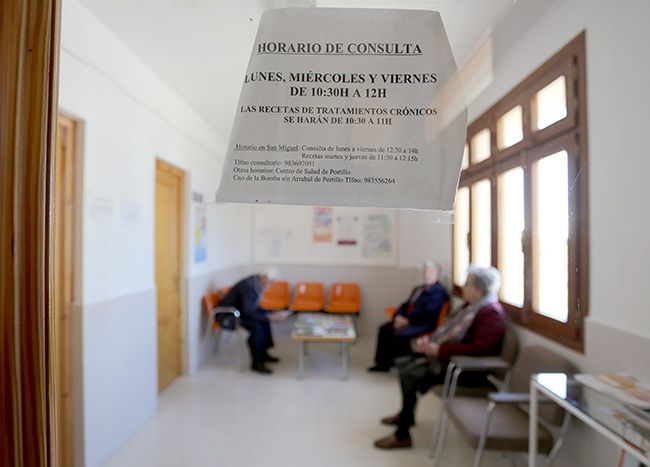 HORARIO DE CONSULTA
LUNES, MIÉRCOLES Y VIERNES
DE 10:30H A 12H
LAS RECETAS DE TRATAMIENTOS CRÓNICOS
SE HARÁN DE 10:30 A 11H
Horario en San Miguel: Consulta de lunes a viernes de 12:30 a 14h
Recetas martes y jueves de 11:30 a 12:15h
Tlfno consultorio: 983697051
Otros horarios: Centro de Salud de Portillo
Cno de la Bomba s/n Arrabal de Portillo Tlfno: 983556264